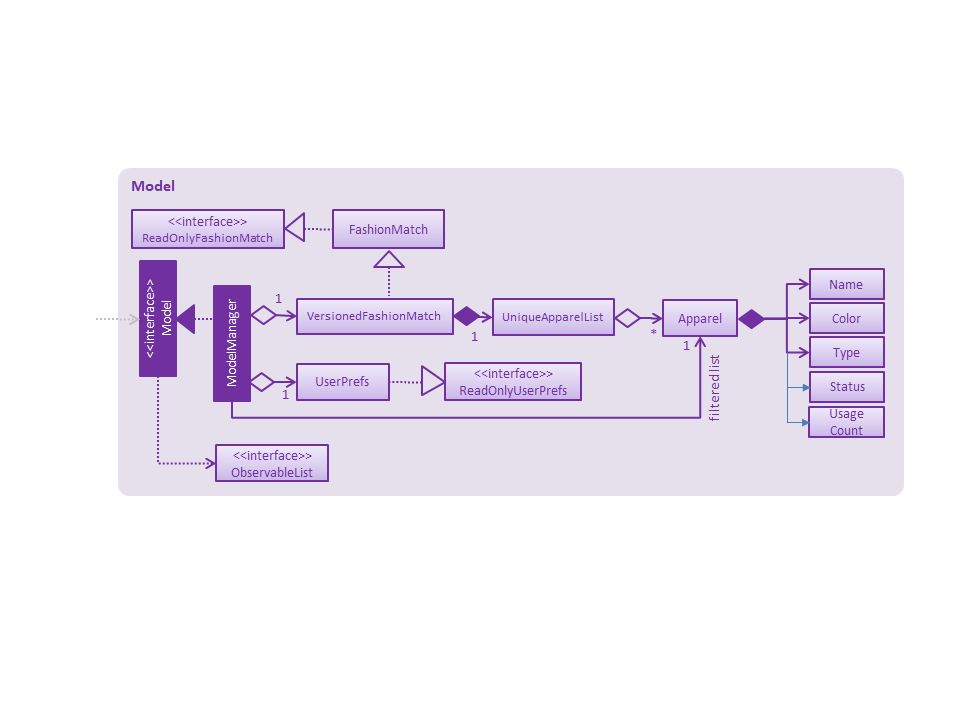 Model
<<interface>>
ReadOnlyFashionMatch
FashionMatch
<<interface>>
Model
ModelManager
1
VersionedFashionMatch
1
UniqueApparelList
*
Apparel
1
filtered list
Name
Color
Type
Status
Usage
Count
UserPrefs
1
<<interface>>
ReadOnlyUserPrefs
<<interface>>
ObservableList